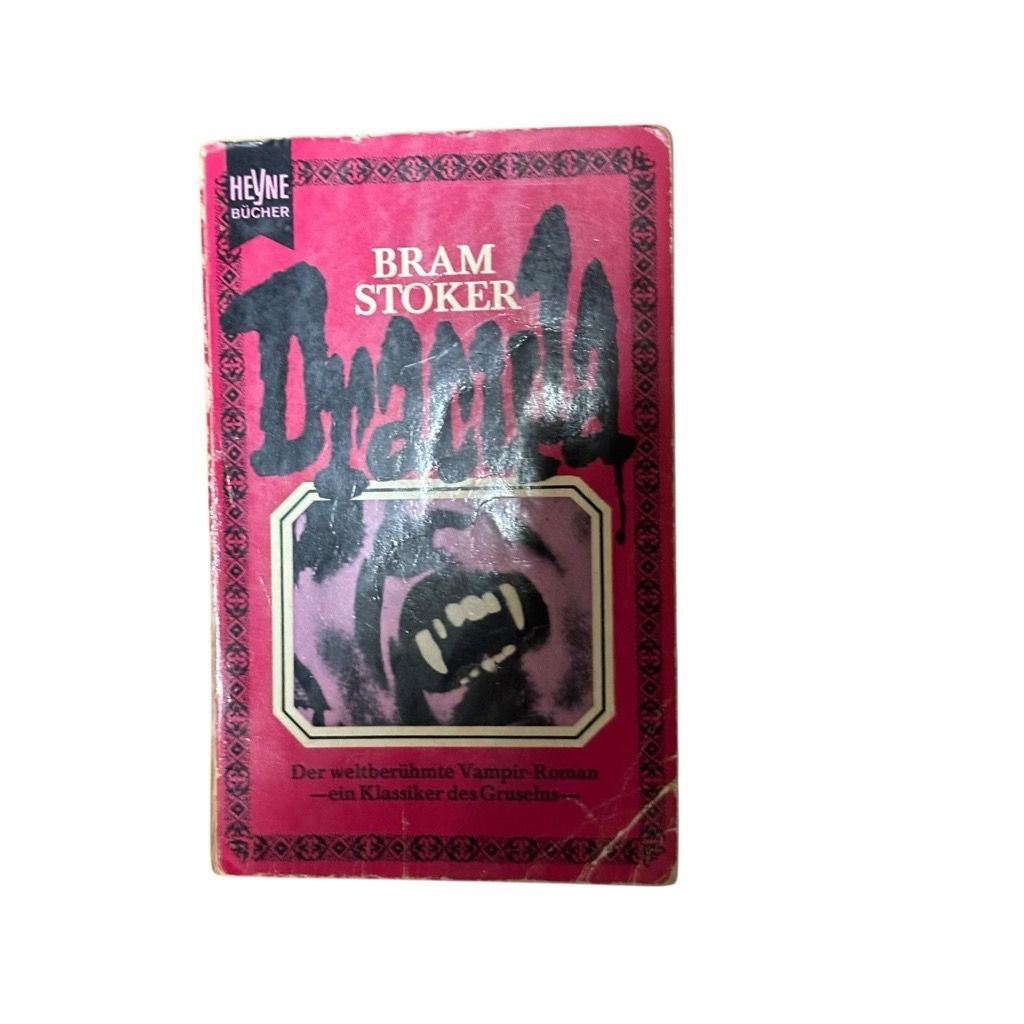 HEYNE
BÜCHER
BRAM
STOKER
Dracula
Der weltberühmte Vampir-Roman
—ein Klassiker des Gruselns—